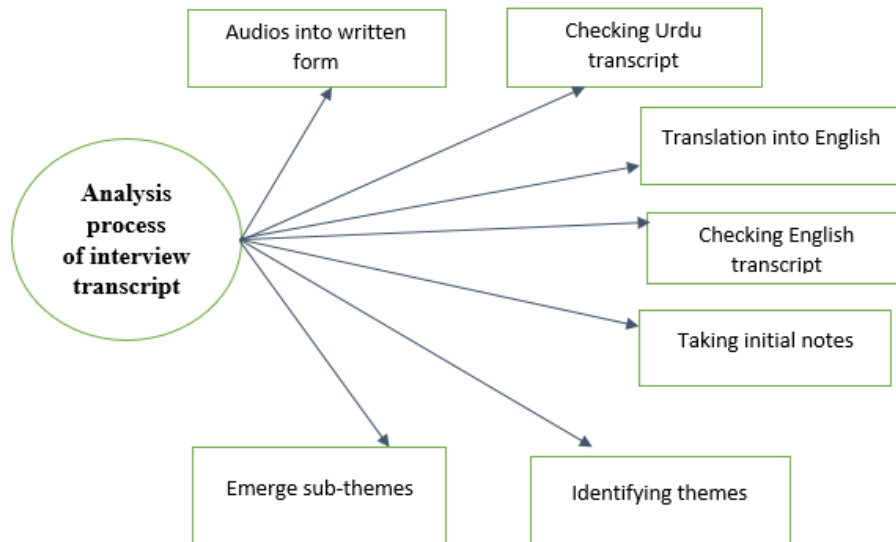 Audios into written
form
Checking Urdu
transcript
Translation into English
Analysis
process
of interview
transcript
Checking English
transcript
Taking initial notes
Emerge sub-themes
Identifying themes